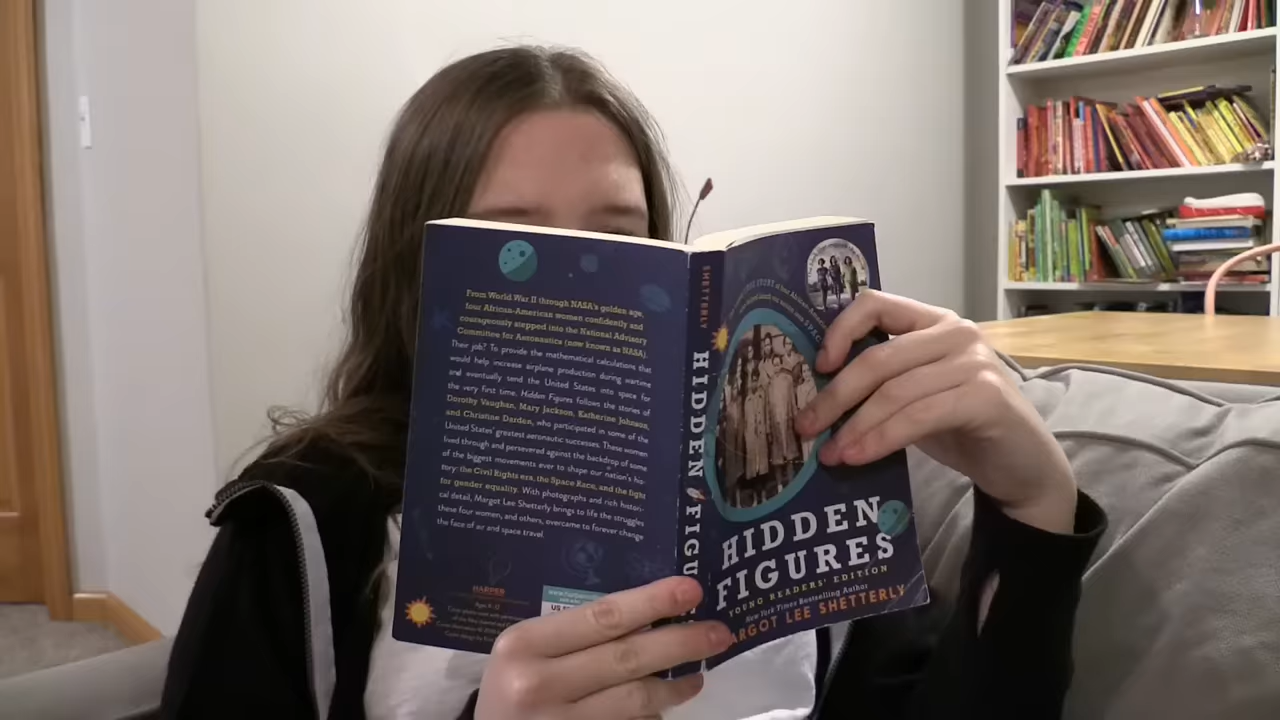 From World War II through NASA's golden age,
four African-American women confidently and
courageously stepped into the National Advisory
Committee for Aeronautics (now known as NASA).
Their job? To provide the mathematical calculations that
would help increase airplane production during wartime
and eventually send the United States into space for
the very first time. Hidden Figures follows the stories of
Dorothy Vaughan, Mary Jackson, Katherine Johnson,
and Christine Darden, who participated in some of the
United States' greatest aeronautic successes. These women
lived through and persevered against the backdrop of some
of the biggest movements ever to shape our nation's his-
tory: the Civil Rights era, the Space Race, and the fight
for gender equality. With photographs and rich histori-
cal detail, Margot Lee Shetterly brings to life the struggles
these four women, and others, overcame to forever change
the face of air and space travel.
HARPER
SHETTERLY
HIDDEN FIGU
HIDDEN
FIGURES
YOUNG READERS' EDITION
New York Times Bestselling Author
ARGOT LEE SHETTERLY